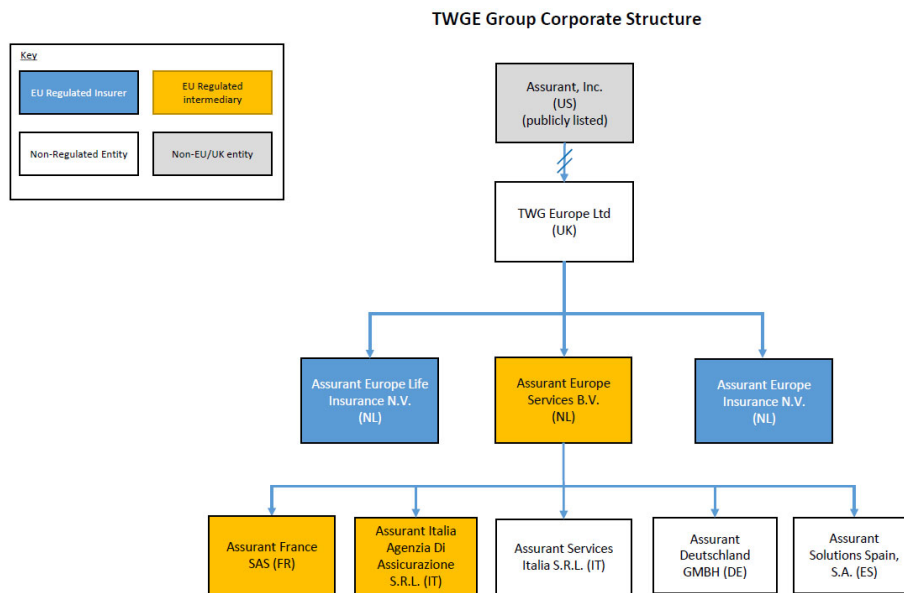 TWGE Group Corporate Structure
Key
EU Regulated Insurer
EU Regulated
intermediary
Non-Regulated Entity
Non-EU/UK entity
Assurant, Inc.
(US)
(publicly listed)
TWG Europe Ltd
(UK)
Assurant Europe Life
Insurance N.V.
(NL)
Assurant Europe
Services B.V.
(NL)
Assurant Europe
Insurance N.V.
(NL)
Assurant France
SAS (FR)
Assurant Italia
Agenzia Di
Assicurazione
S.R.L. (IT)
Assurant Services
Italia S.R.L. (IT)
Assurant
Deutschland
GMBH (DE)
Assurant
Solutions Spain,
S.A. (ES)